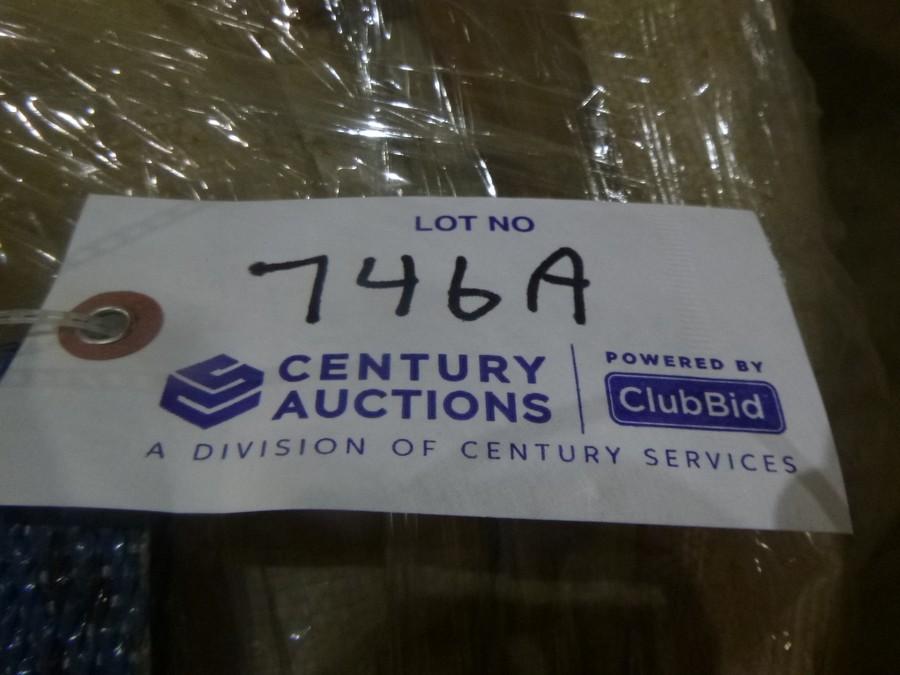 LOT NO
746A
CENTURY AUCTIONS
POWERED BY
ClubBid
A DIVISION OF CENTURY SERVICES